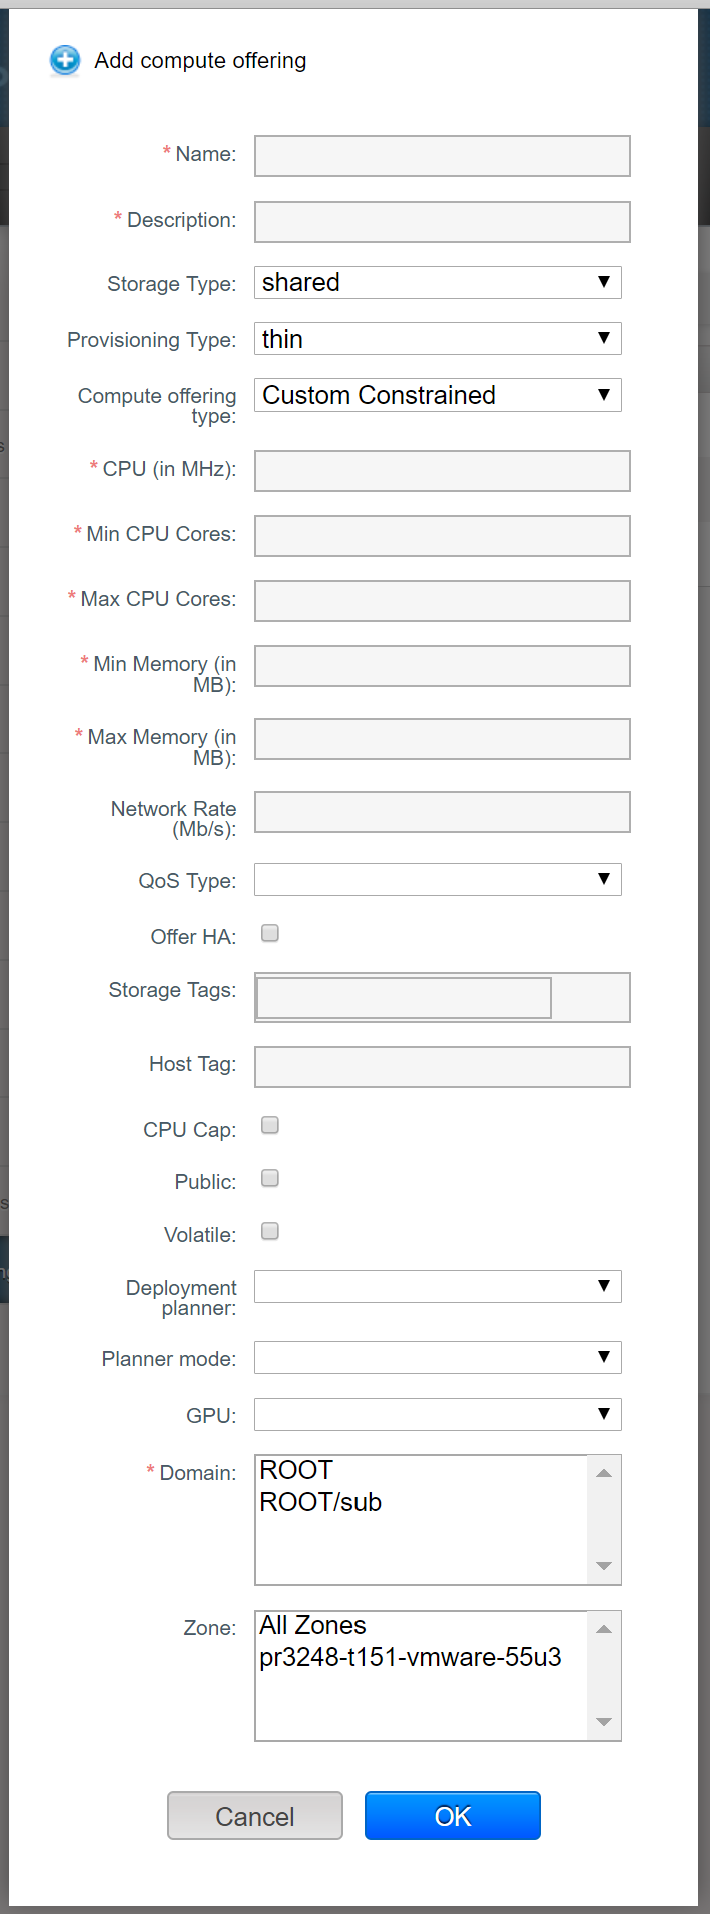 Add compute offering
* Name:
* Description:
Storage Type: shared
Provisioning Type: thin
Compute offering
type:
Custom Constrained
* CPU (in MHz):
* Min CPU Cores:
* Max CPU Cores:
* Min Memory (in
MB):
* Max Memory (in
MB):
Network Rate
(Mb/s):
QoS Type:
Offer HA:
Storage Tags:
Host Tag:
CPU Cap:
Public:
Volatile:
Deployment
planner:
Planner mode:
GPU:
* Domain:
ROOT
ROOT/sub
Zone:
All Zones
pr3248-t151-vmware-55u3
Cancel
OK